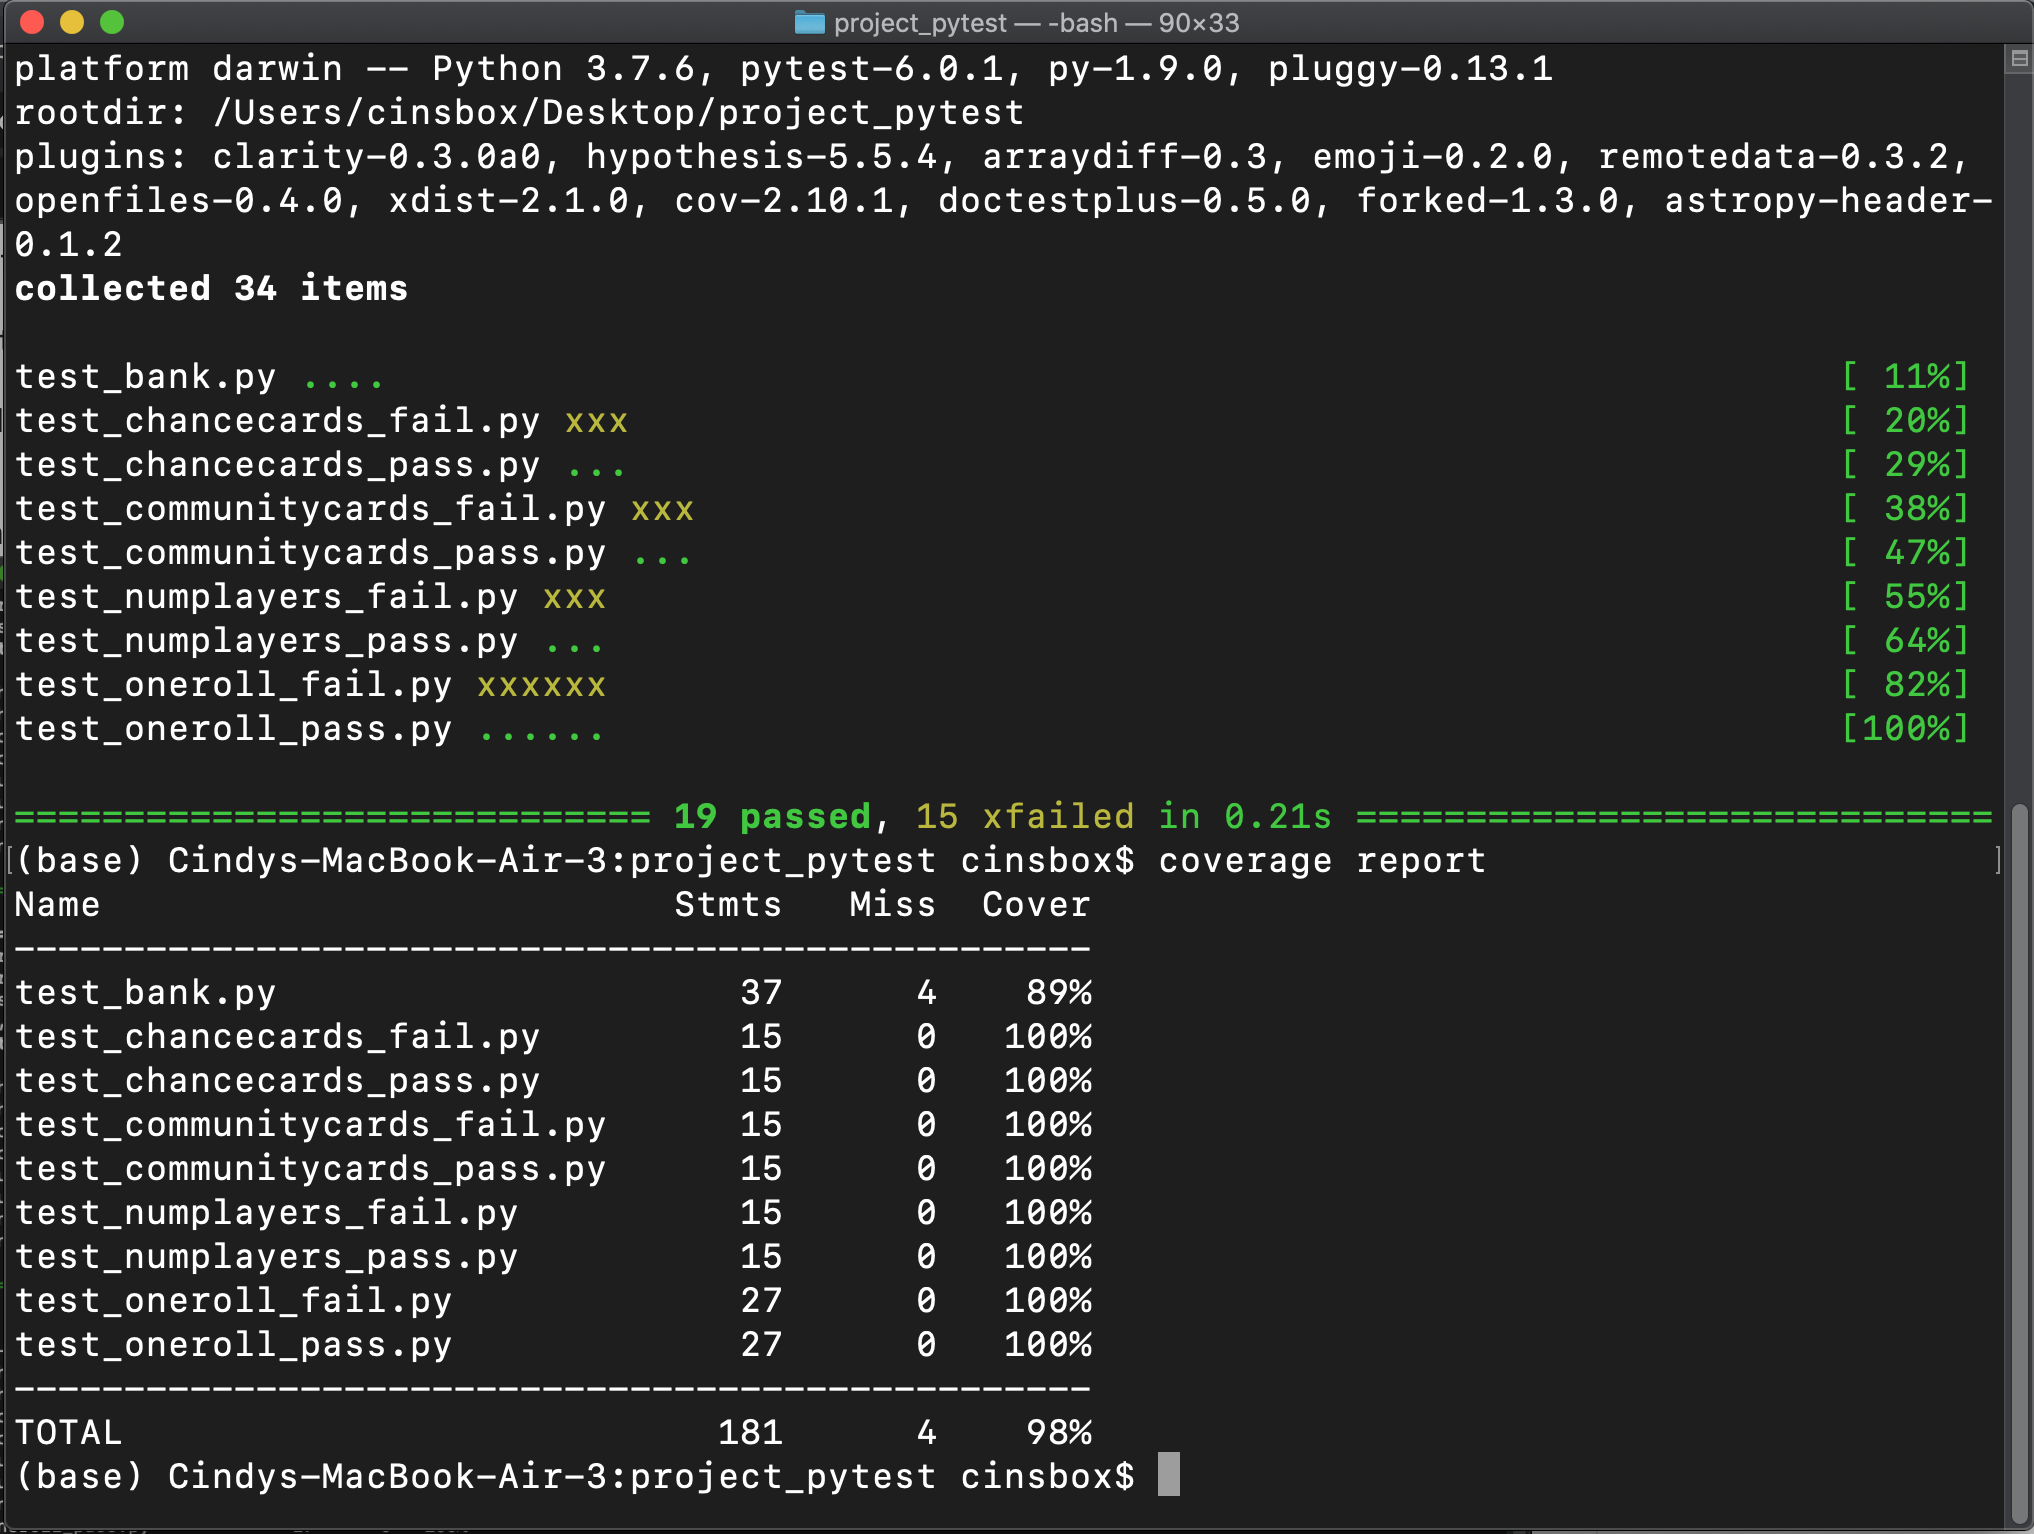 project_pytest — -bash — 90×33
platform darwin -- Python 3.7.6, pytest-6.0.1, py-1.9.0, pluggy-0.13.1
rootdir: /Users/cinsbox/Desktop/project_pytest
plugins: clarity-0.3.0a0, hypothesis-5.5.4, arraydiff-0.3, emoji-0.2.0, remotedata-0.3.2,
openfiles-0.4.0, xdist-2.1.0, cov-2.10.1, doctestplus-0.5.0, forked-1.3.0, astropy-header-
0.1.2
collected 34 items
test_bank.py .... [ 11%]
test_chancecards_fail.py xxx [ 20%]
test_chancecards_pass.py ... [ 29%]
test_communitycards_fail.py xxx [ 38%]
test_communitycards_pass.py ... [ 47%]
test_numplayers_fail.py xxx [ 55%]
test_numplayers_pass.py ... [ 64%]
test_oneroll_fail.py xxxxxx [ 82%]
test_oneroll_pass.py ...... [100%]
============================= 19 passed, 15 xfailed in 0.21s =============================
[(base) Cindys-MacBook-Air-3:project_pytest cinsbox$ coverage report ]
Name Stmts Miss Cover
-------------------------------------------------
test_bank.py 37 4 89%
test_chancecards_fail.py 15 0 100%
test_chancecards_pass.py 15 0 100%
test_communitycards_fail.py 15 0 100%
test_communitycards_pass.py 15 0 100%
test_numplayers_fail.py 15 0 100%
test_numplayers_pass.py 15 0 100%
test_oneroll_fail.py 27 0 100%
test_oneroll_pass.py 27 0 100%
-------------------------------------------------
TOTAL 181 4 98%
(base) Cindys-MacBook-Air-3:project_pytest cinsbox$